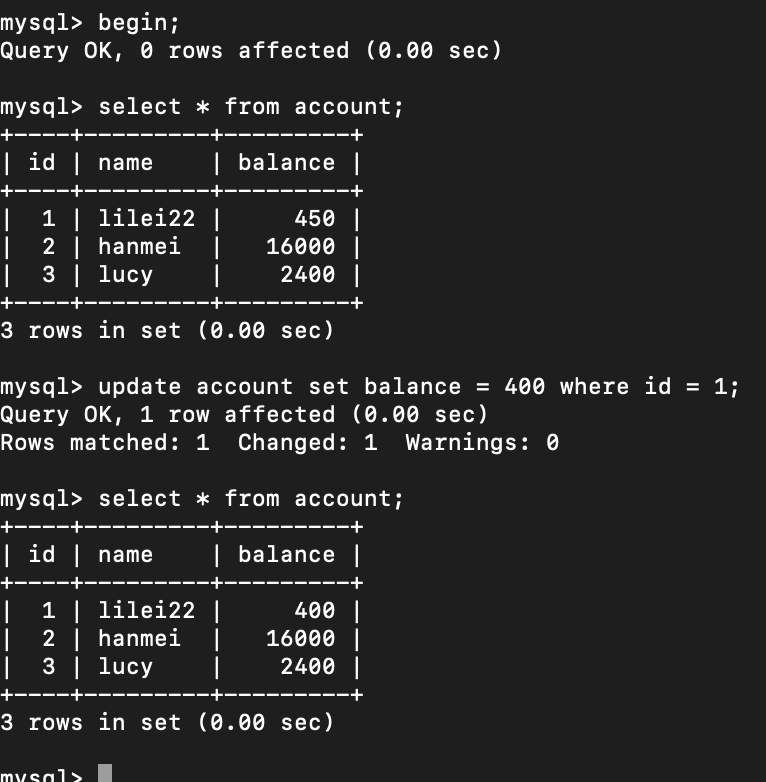 mysql> begin;
Query OK, 0 rows affected (0.00 sec)

mysql> select * from account;
+----+---------+---------+
| id | name    | balance |
+----+---------+---------+
|  1 | lilei22 |     450 |
|  2 | hanmei  |   16000 |
|  3 | lucy    |    2400 |
+----+---------+---------+
3 rows in set (0.00 sec)

mysql> update account set balance = 400 where id = 1;
Query OK, 1 row affected (0.00 sec)
Rows matched: 1  Changed: 1  Warnings: 0

mysql> select * from account;
+----+---------+---------+
| id | name    | balance |
+----+---------+---------+
|  1 | lilei22 |     400 |
|  2 | hanmei  |   16000 |
|  3 | lucy    |    2400 |
+----+---------+---------+
3 rows in set (0.00 sec)

mysql>